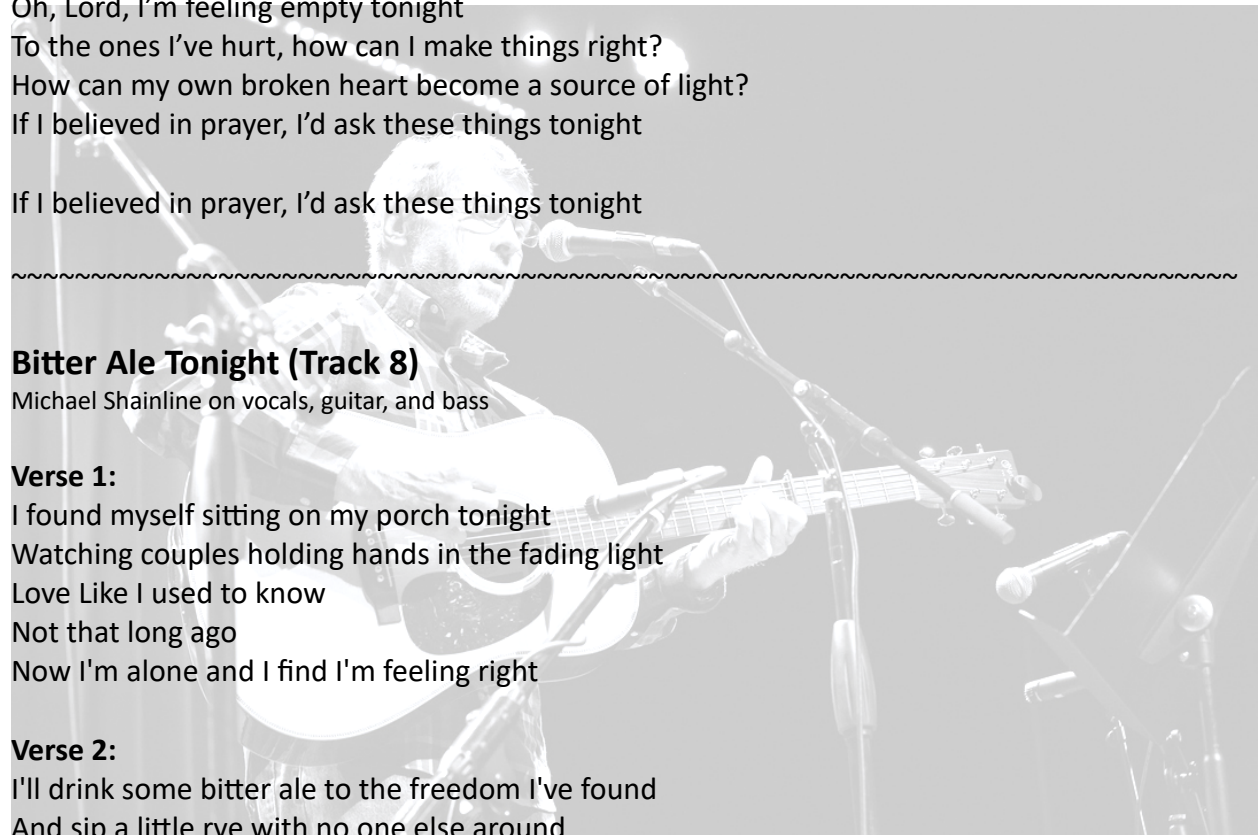 Oh, Lord, I’m feeling empty tonight
To the ones I’ve hurt, how can I make things right?
How can my own broken heart become a source of light?
If I believed in prayer, I’d ask these things tonight
If I believed in prayer, I’d ask these things tonight
~~~~~~~~~~~~~~~~~~~~~~~~~~~~~~~~~~~~~~~~~~~~~~~~~~~~~~~~~~~~~~~~~~~~~~~~~~~~~~
Bitter Ale Tonight (Track 8)
Michael Shainline on vocals, guitar, and bass
Verse 1:
I found myself sitting on my porch tonight
Watching couples holding hands in the fading light
Love Like I used to know
Not that long ago
Now I'm alone and I find I'm feeling right
Verse 2:
I'll drink some bitter ale to the freedom I've found
And sip a little rye with no one else around